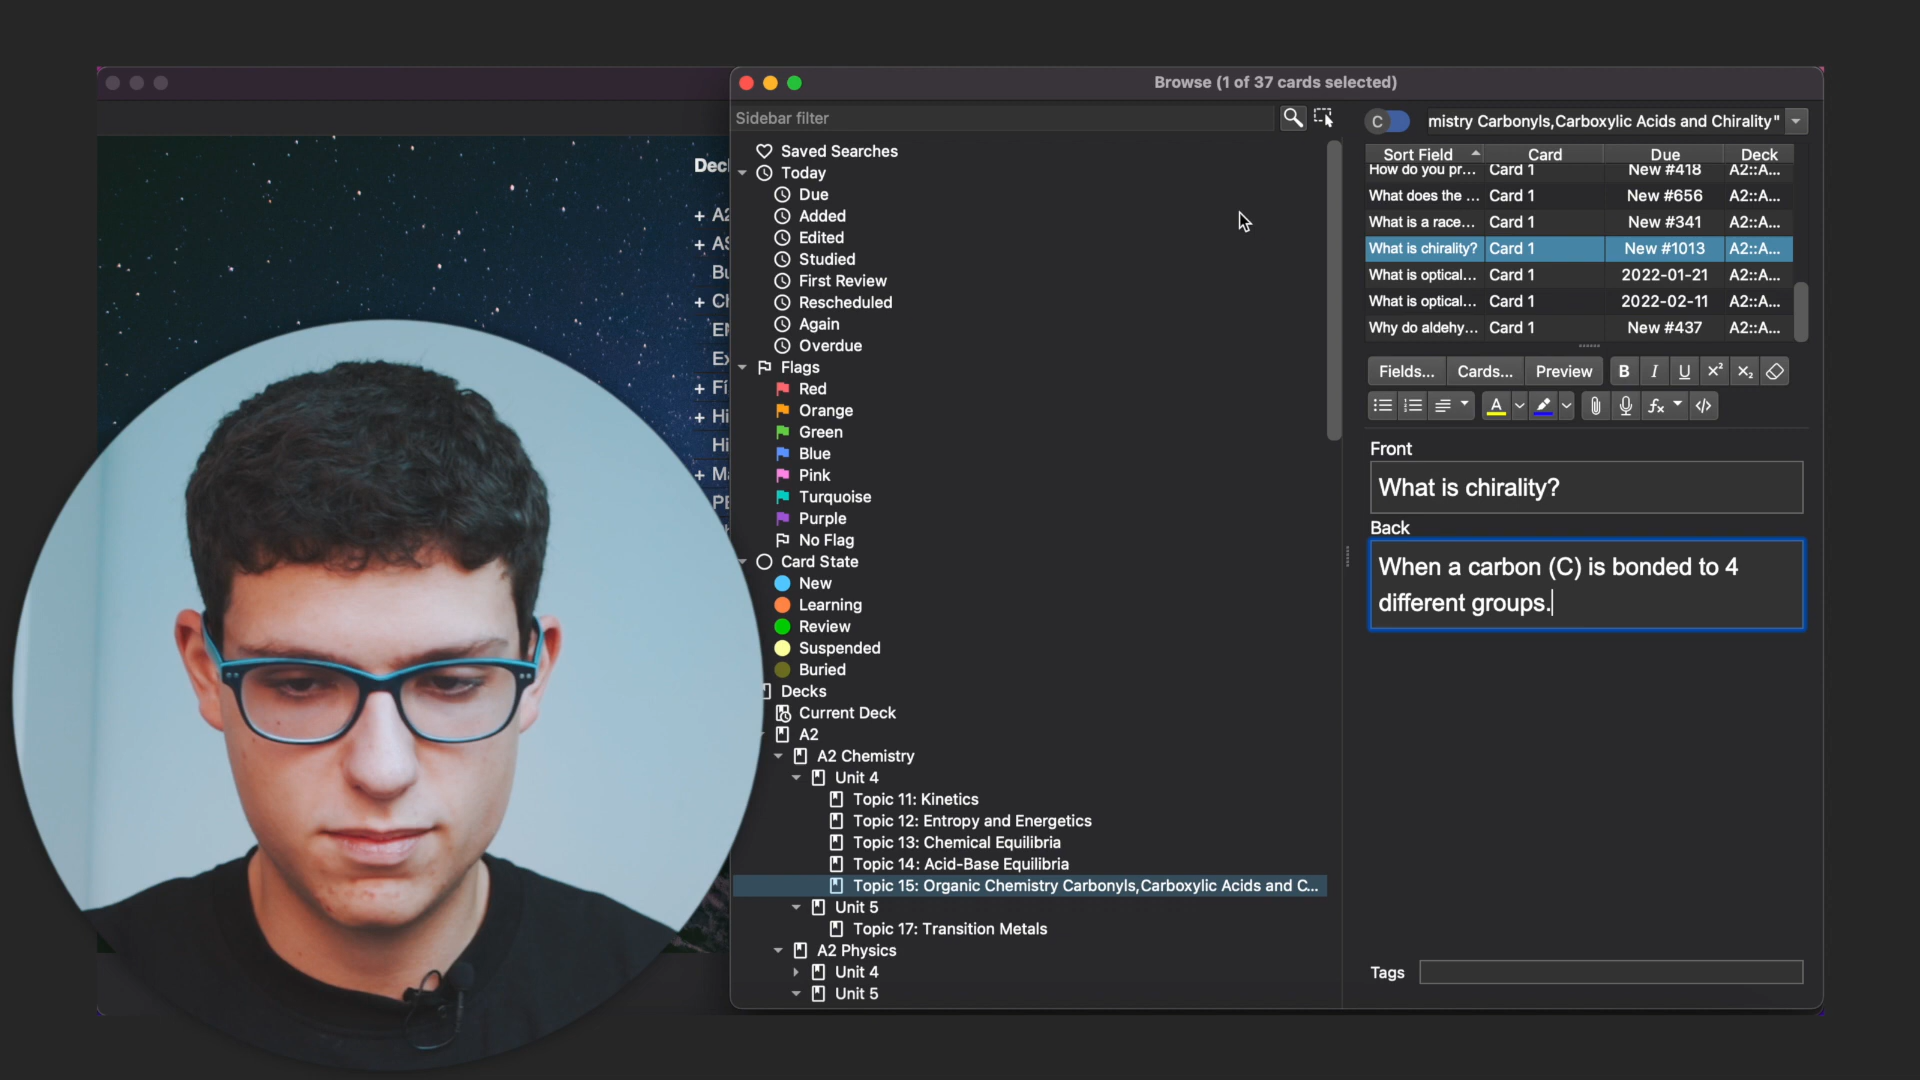 Browse (1 of 37 cards selected)
Sidebar filter
Saved Searches
Today
Due
Added
Edited
Studied
First Review
Rescheduled
Again
Overdue
Flags
Red
Orange
Green
Blue
Pink
Turquoise
Purple
No Flag
Card State
New
Learning
Review
Suspended
Buried
Decks
Current Deck
A2
A2 Chemistry
Unit 4
Topic 11: Kinetics
Topic 12: Entropy and Energetics
Topic 13: Chemical Equilibria
Topic 14: Acid-Base Equilibria
Topic 15: Organic Chemistry Carbonyls,Carboxylic Acids and C...
Unit 5
Topic 17: Transition Metals
A2 Physics
Unit 4
Unit 5
C mistry Carbonyls,Carboxylic Acids and Chirality"
Sort Field Card Due Deck
How do you pr... Card 1 New #418 A2::A...
What does the ... Card 1 New #656 A2::A...
What is a race... Card 1 New #341 A2::A...
What is chirality? Card 1 New #1013 A2::A...
What is optical... Card 1 2022-01-21 A2::A...
What is optical... Card 1 2022-02-11 A2::A...
Why do aldehy... Card 1 New #437 A2::A...
Fields... Cards... Preview B I U x² x₂
A fx </>
Front
What is chirality?
Back
When a carbon (C) is bonded to 4
different groups.
Tags